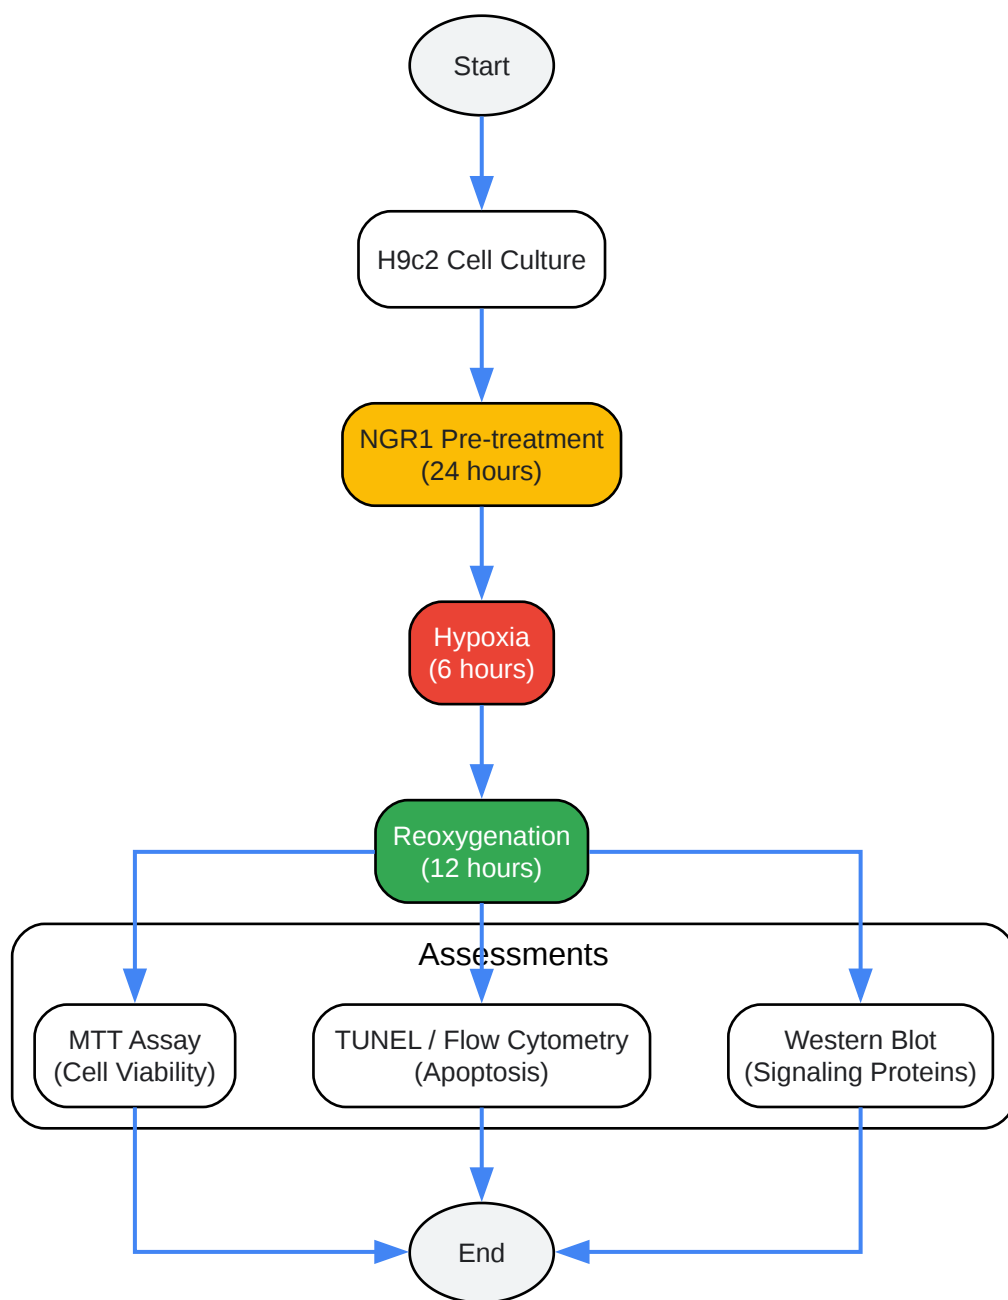 Start
H9c2 Cell Culture
NGR1 Pre-treatment
(24 hours)
Hypoxia
(6 hours)
Reoxygenation
(12 hours)
Assessments
MTT Assay
(Cell Viability)
TUNEL / Flow Cytometry
(Apoptosis)
Western Blot
(Signaling Proteins)
End